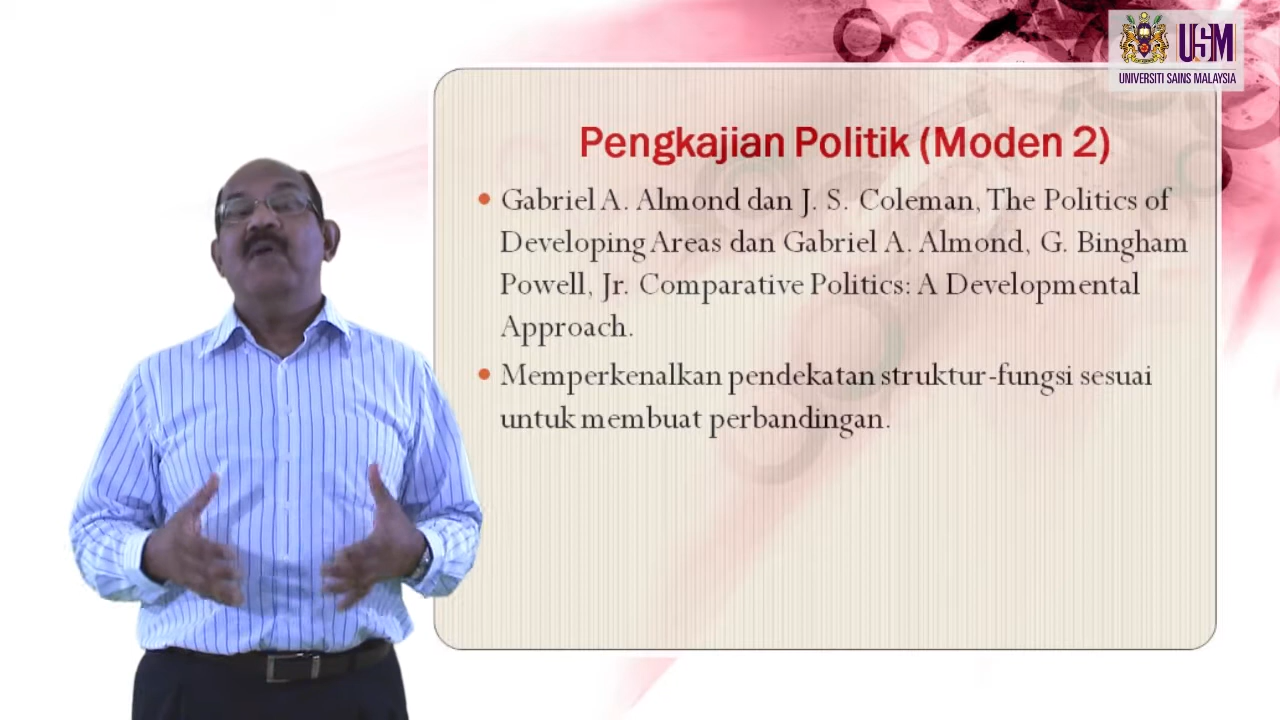 USM
UNIVERSITI SAINS MALAYSIA
Pengkajian Politik (Moden 2)
• Gabriel A. Almond dan J. S. Coleman, The Politics of
Developing Areas dan Gabriel A. Almond, G. Bingham
Powell, Jr. Comparative Politics: A Developmental
Approach.
• Memperkenalkan pendekatan struktur-fungsi sesuai
untuk membuat perbandingan.